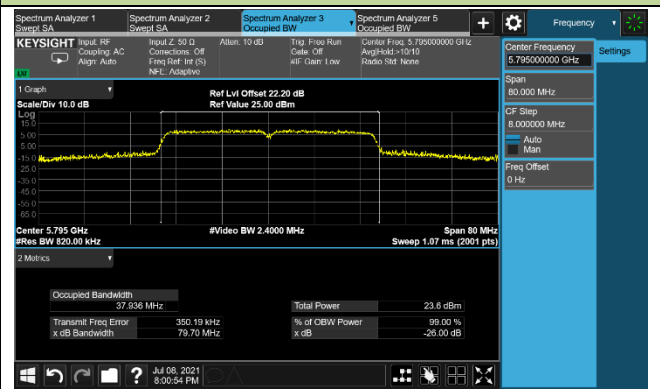 Spectrum Analyzer 1
Swept SA
Spectrum Analyzer 2
Swept SA
Spectrum Analyzer 3
Occupied BW
Spectrum Analyzer 5
Occupied BW
+
Frequency
KEYSIGHT
Input: RF
Coupling: AC
Align: Auto
Input Z: 50 Ω
Corrections: Off
Freq Ref: Int (S)
NFE: Adaptive
Atten: 10 dB
Trig: Free Run
Gate: Off
#IF Gain: Low
Center Freq: 5.795000000 GHz
Avg|Hold:>10/10
Radio Std: None
LXI
Center Frequency
5.795000000 GHz
Settings
Span
80.000 MHz
CF Step
8.000000 MHz
Auto
Man
Freq Offset
0 Hz
1 Graph
Scale/Div 10.0 dB
Ref Lvl Offset 22.20 dB
Ref Value 25.00 dBm
Log
15.0
5.00
-5.00
-15.0
-25.0
-35.0
-45.0
-55.0
-65.0
Center 5.795 GHz
#Video BW 2.4000 MHz
Span 80 MHz
#Res BW 820.00 kHz
Sweep 1.07 ms (2001 pts)
2 Metrics
Occupied Bandwidth
37.936 MHz
Total Power 23.6 dBm
Transmit Freq Error 350.19 kHz
% of OBW Power 99.00 %
x dB Bandwidth 79.70 MHz
x dB -26.00 dB
?
Jul 08, 2021
8:00:54 PM